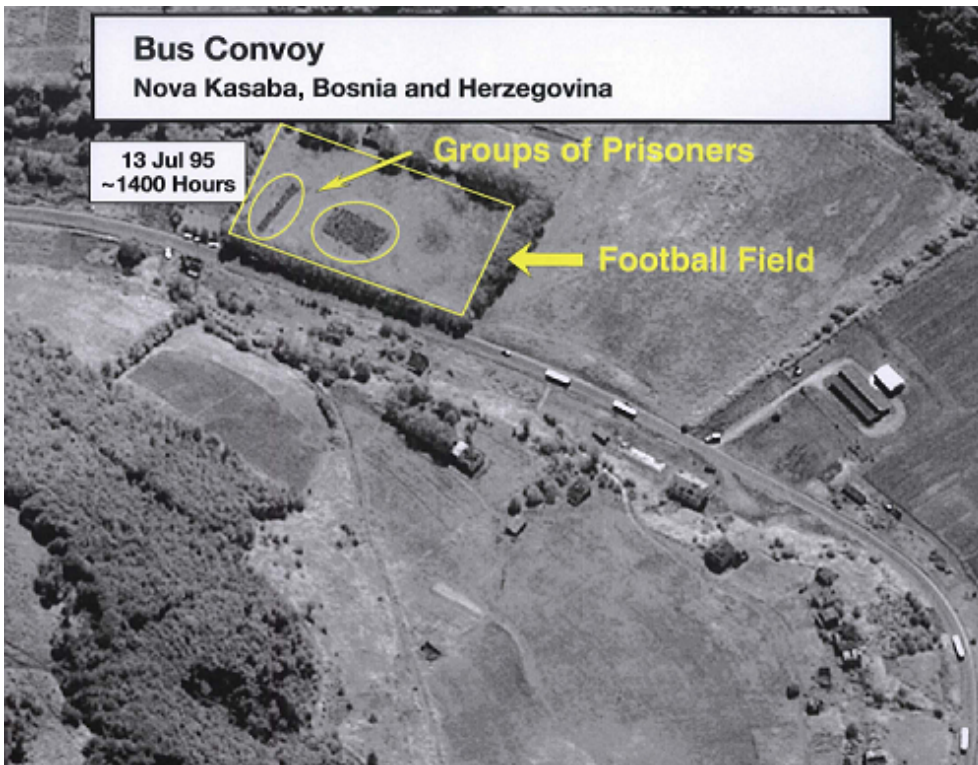 Bus Convoy
Nova Kasaba, Bosnia and Herzegovina
13 Jul 95
~1400 Hours
Groups of Prisoners
Football Field